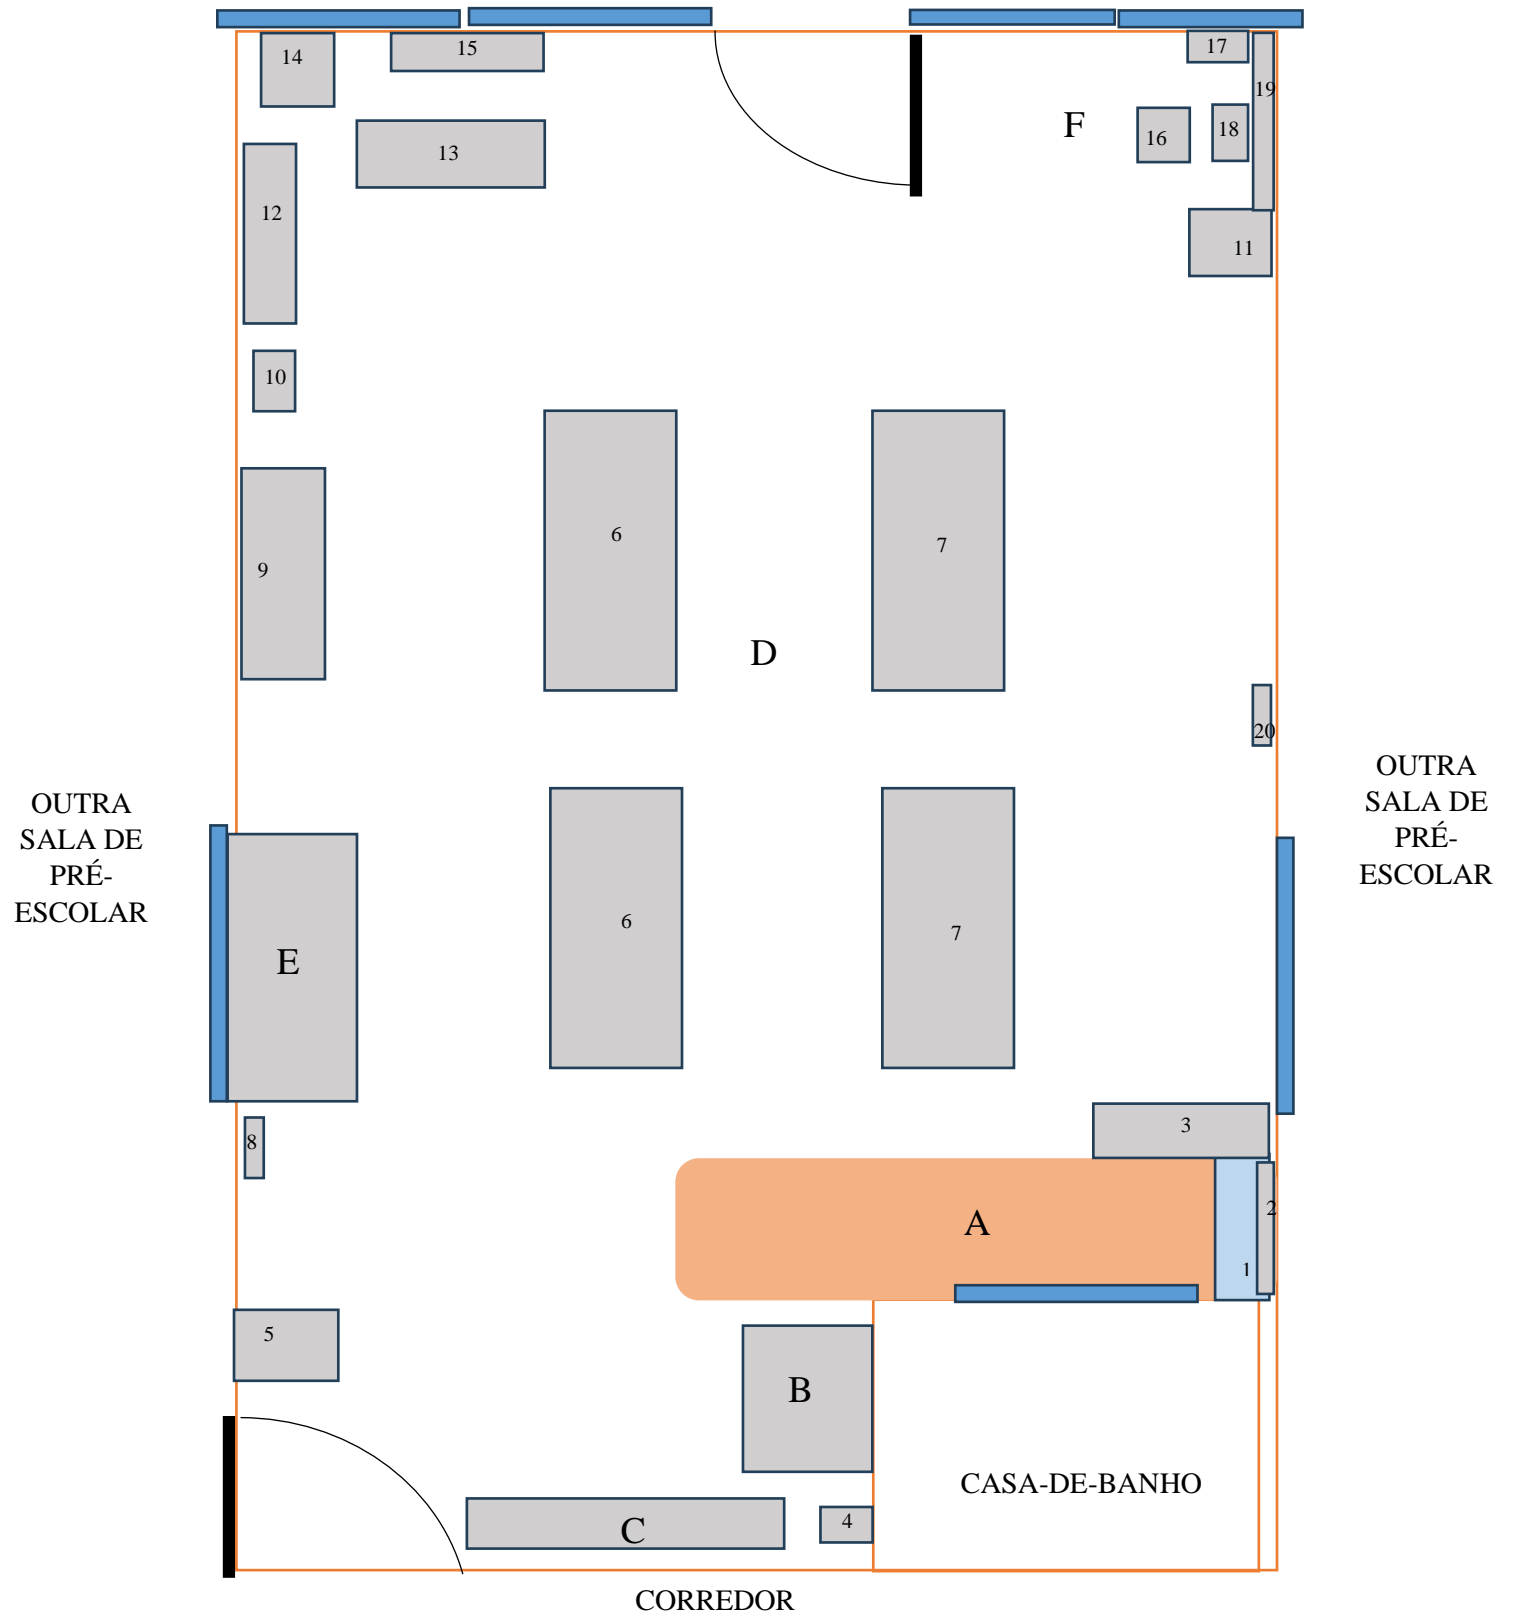 15
17
14
19
F
18
16
13
12
11
10
6
7
9
D
20
OUTRA
SALA DE
PRÉ-
ESCOLAR
OUTRA
SALA DE
PRÉ-
ESCOLAR
6
7
E
3
8
A
2
1
5
B
CASA-DE-BANHO
4
C
CORREDOR